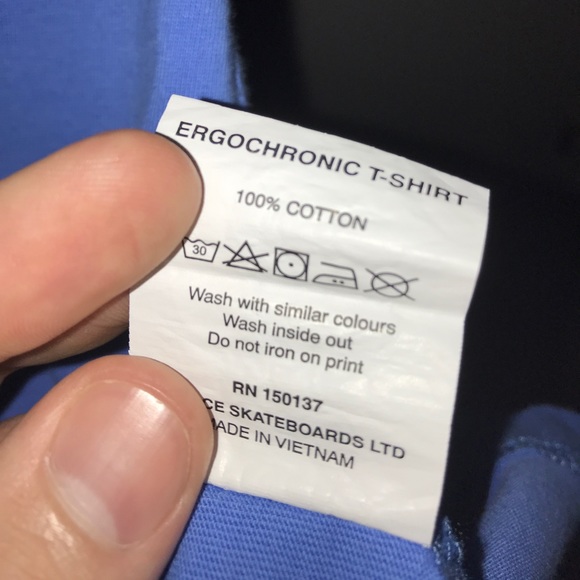 ERGOCHRONIC T-SHIRT
100% COTTON
30
Wash with similar colours
Wash inside out
Do not iron on print
RN 150137
CE SKATEBOARDS LTD
ADE IN VIETNAM